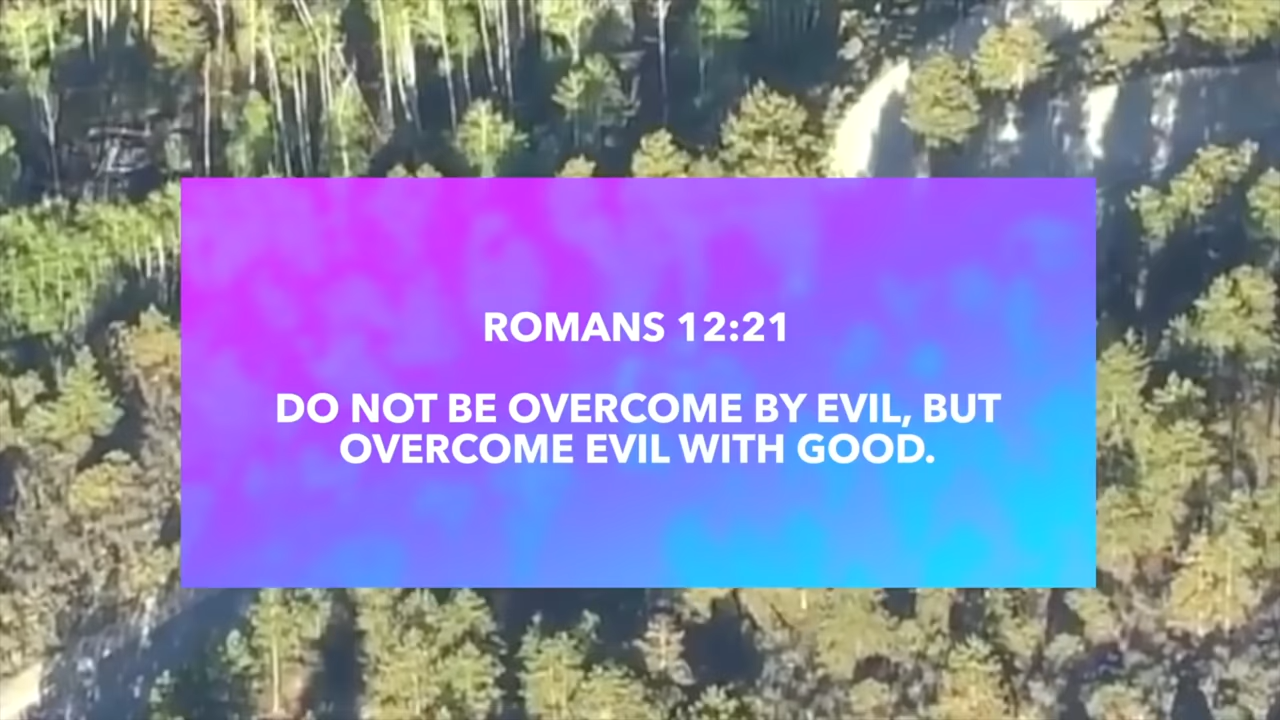 ROMANS 12:21
DO NOT BE OVERCOME BY EVIL, BUT
OVERCOME EVIL WITH GOOD.